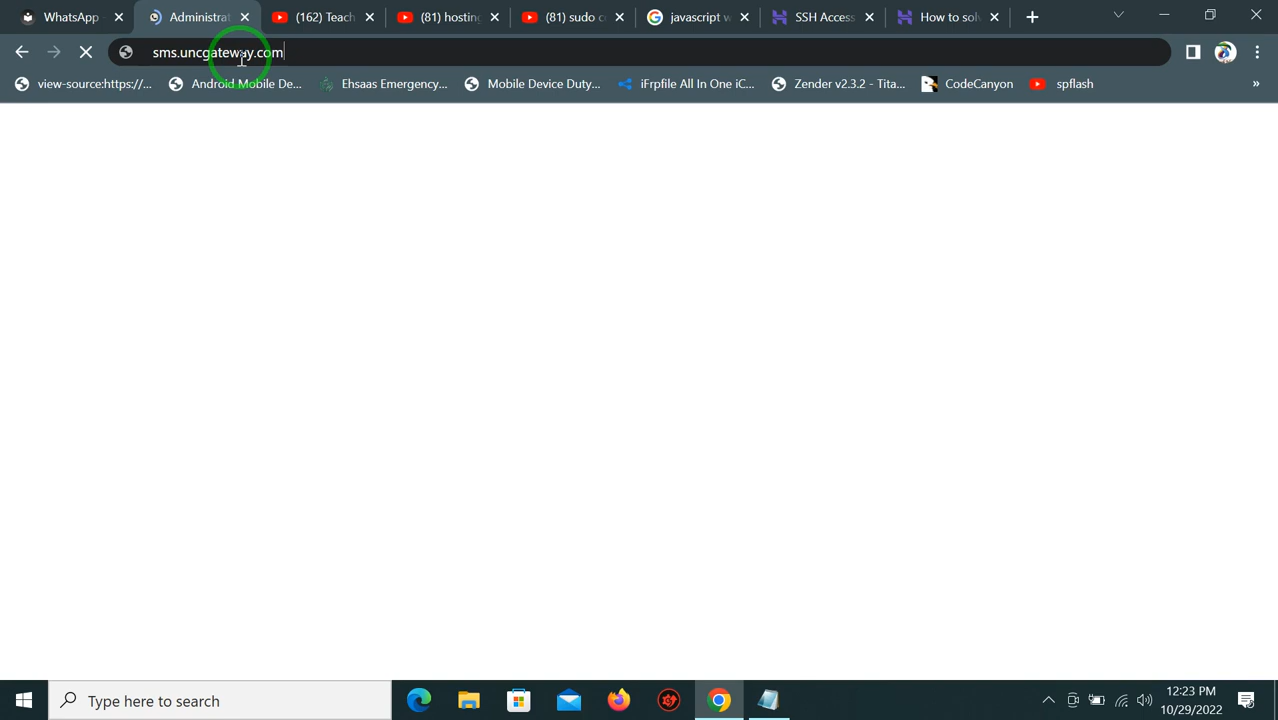 WhatsApp
Administrat
(162) Teach
(81) hosting
(81) sudo c
javascript w
SSH Access
How to solv
sms.uncgateway.com
view-source:https://...
Android Mobile De...
Ehsaas Emergency...
Mobile Device Duty...
iFrpfile All In One iC...
Zender v2.3.2 – Tita...
CodeCanyon
spflash
»
Type here to search
12:23 PM
10/29/2022